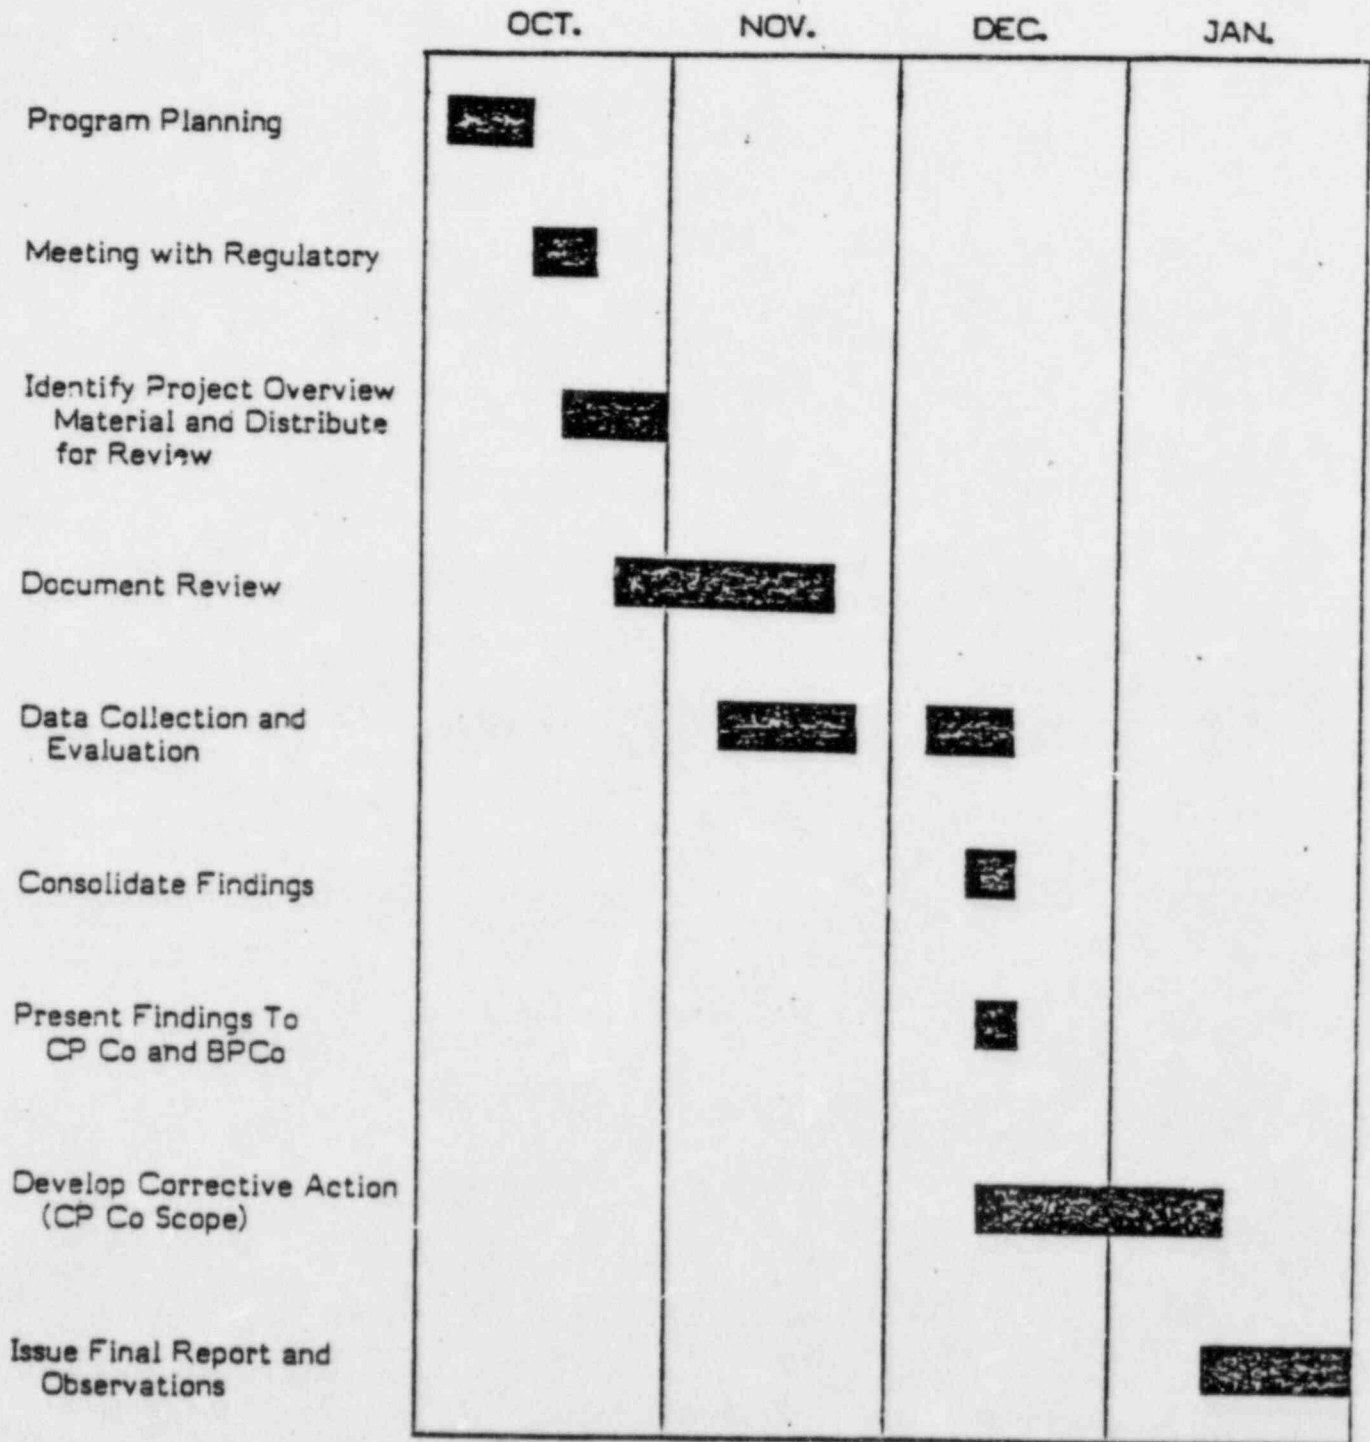 OCT. NOV. DEC. JAN.
Program Planning
Meeting with Regulatory
Identify Project Overview
Material and Distribute
for Review
Document Review
Data Collection and
Evaluation
Consolidate Findings
Present Findings To
CP Co and BPCo
Develop Corrective Action
(CP Co Scope)
Issue Final Report and
Observations